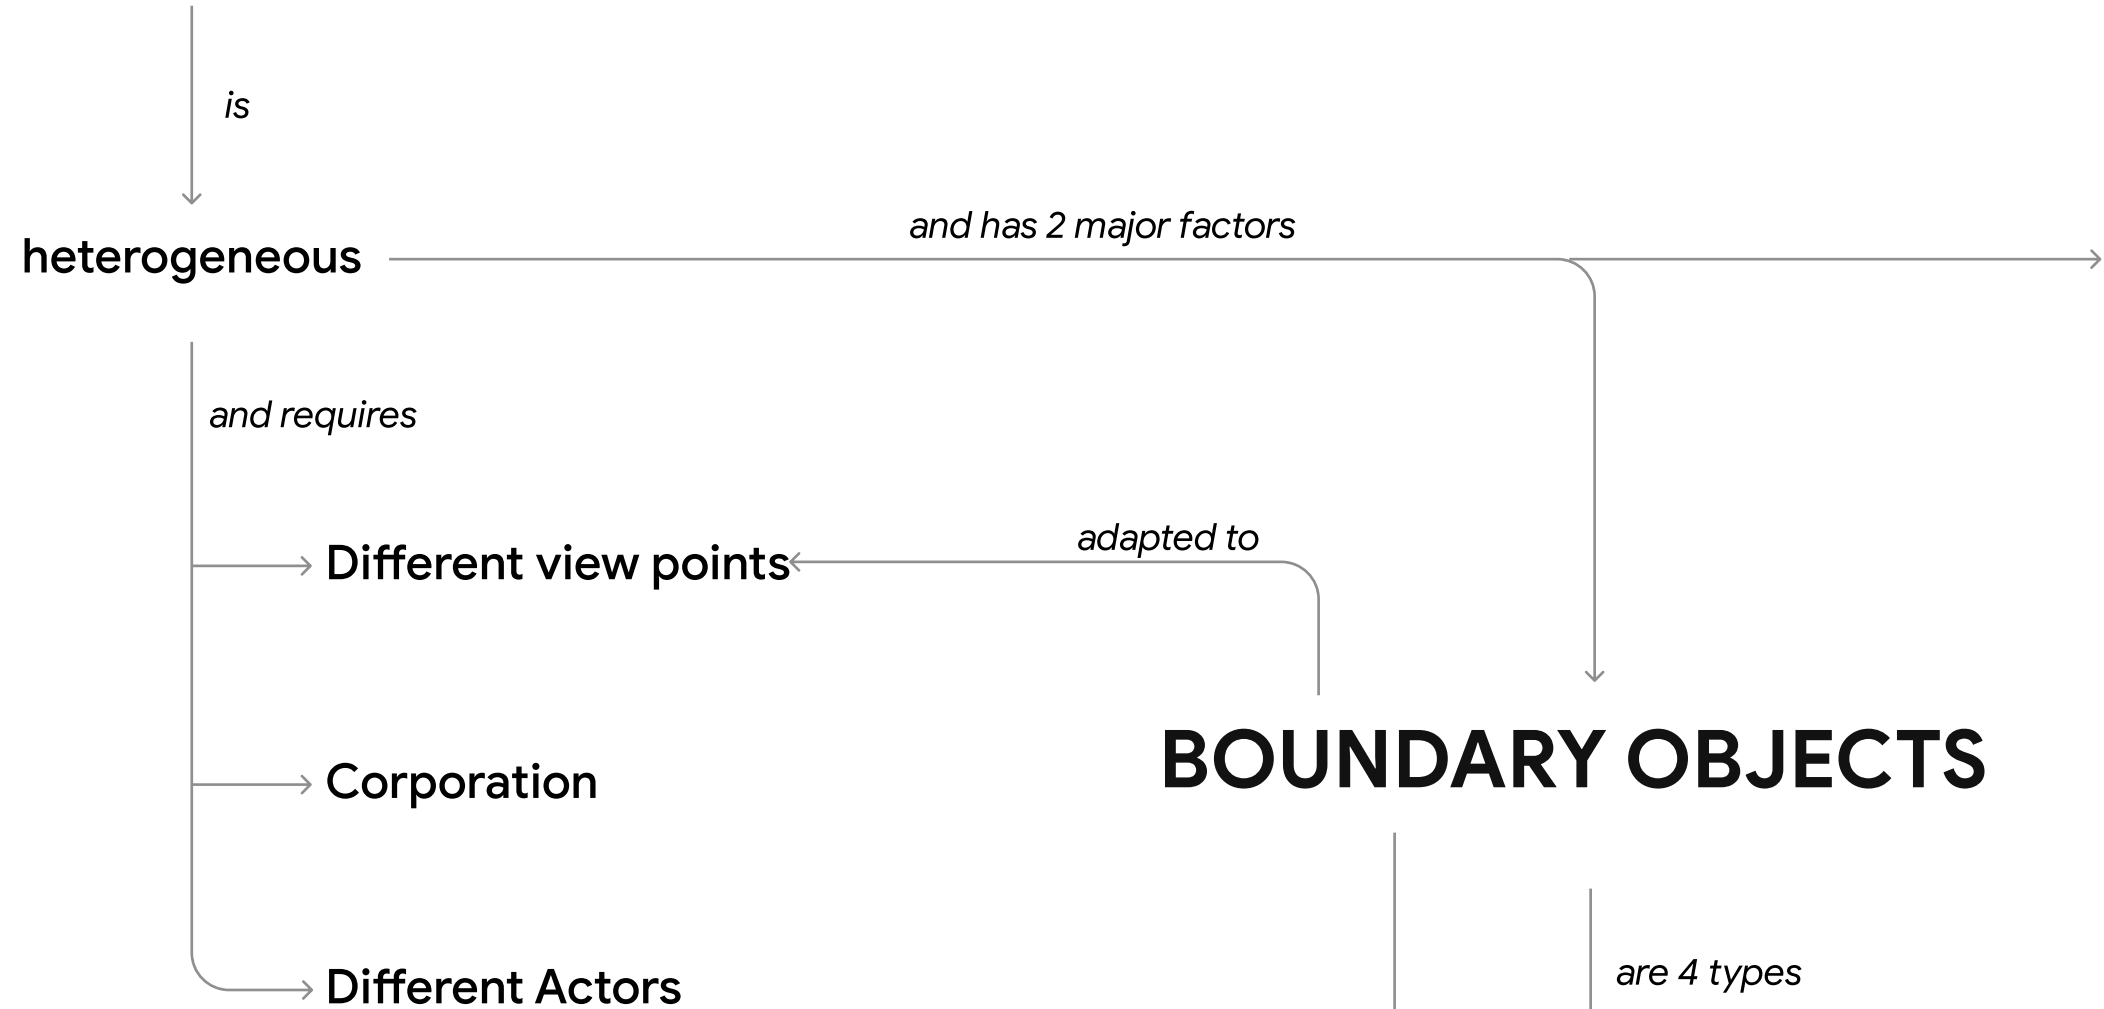 is
and has 2 major factors
heterogeneous
and requires
adapted to
Different view points
BOUNDARY OBJECTS
Corporation
are 4 types
Different Actors